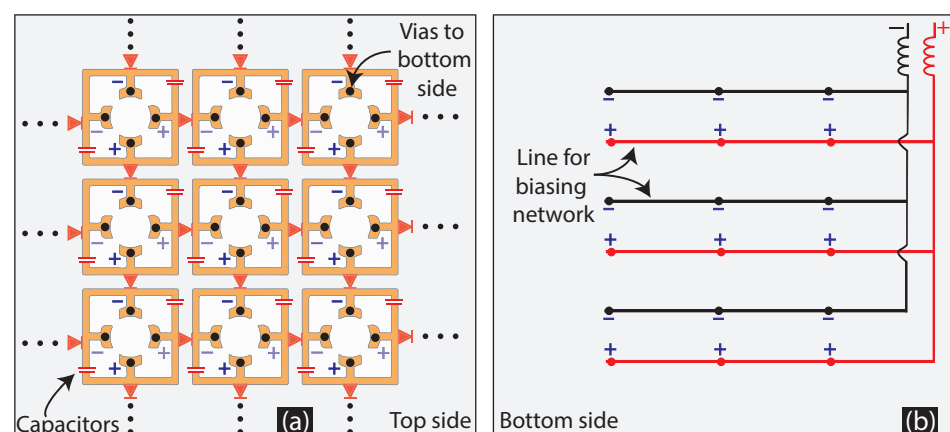 Vias to
bottom
side
Capacitors
(a)
Top side
− +
− − −
+ + +
Line for
biasing
network
− − −
+ + +
− − −
+ + +
Bottom side
(b)